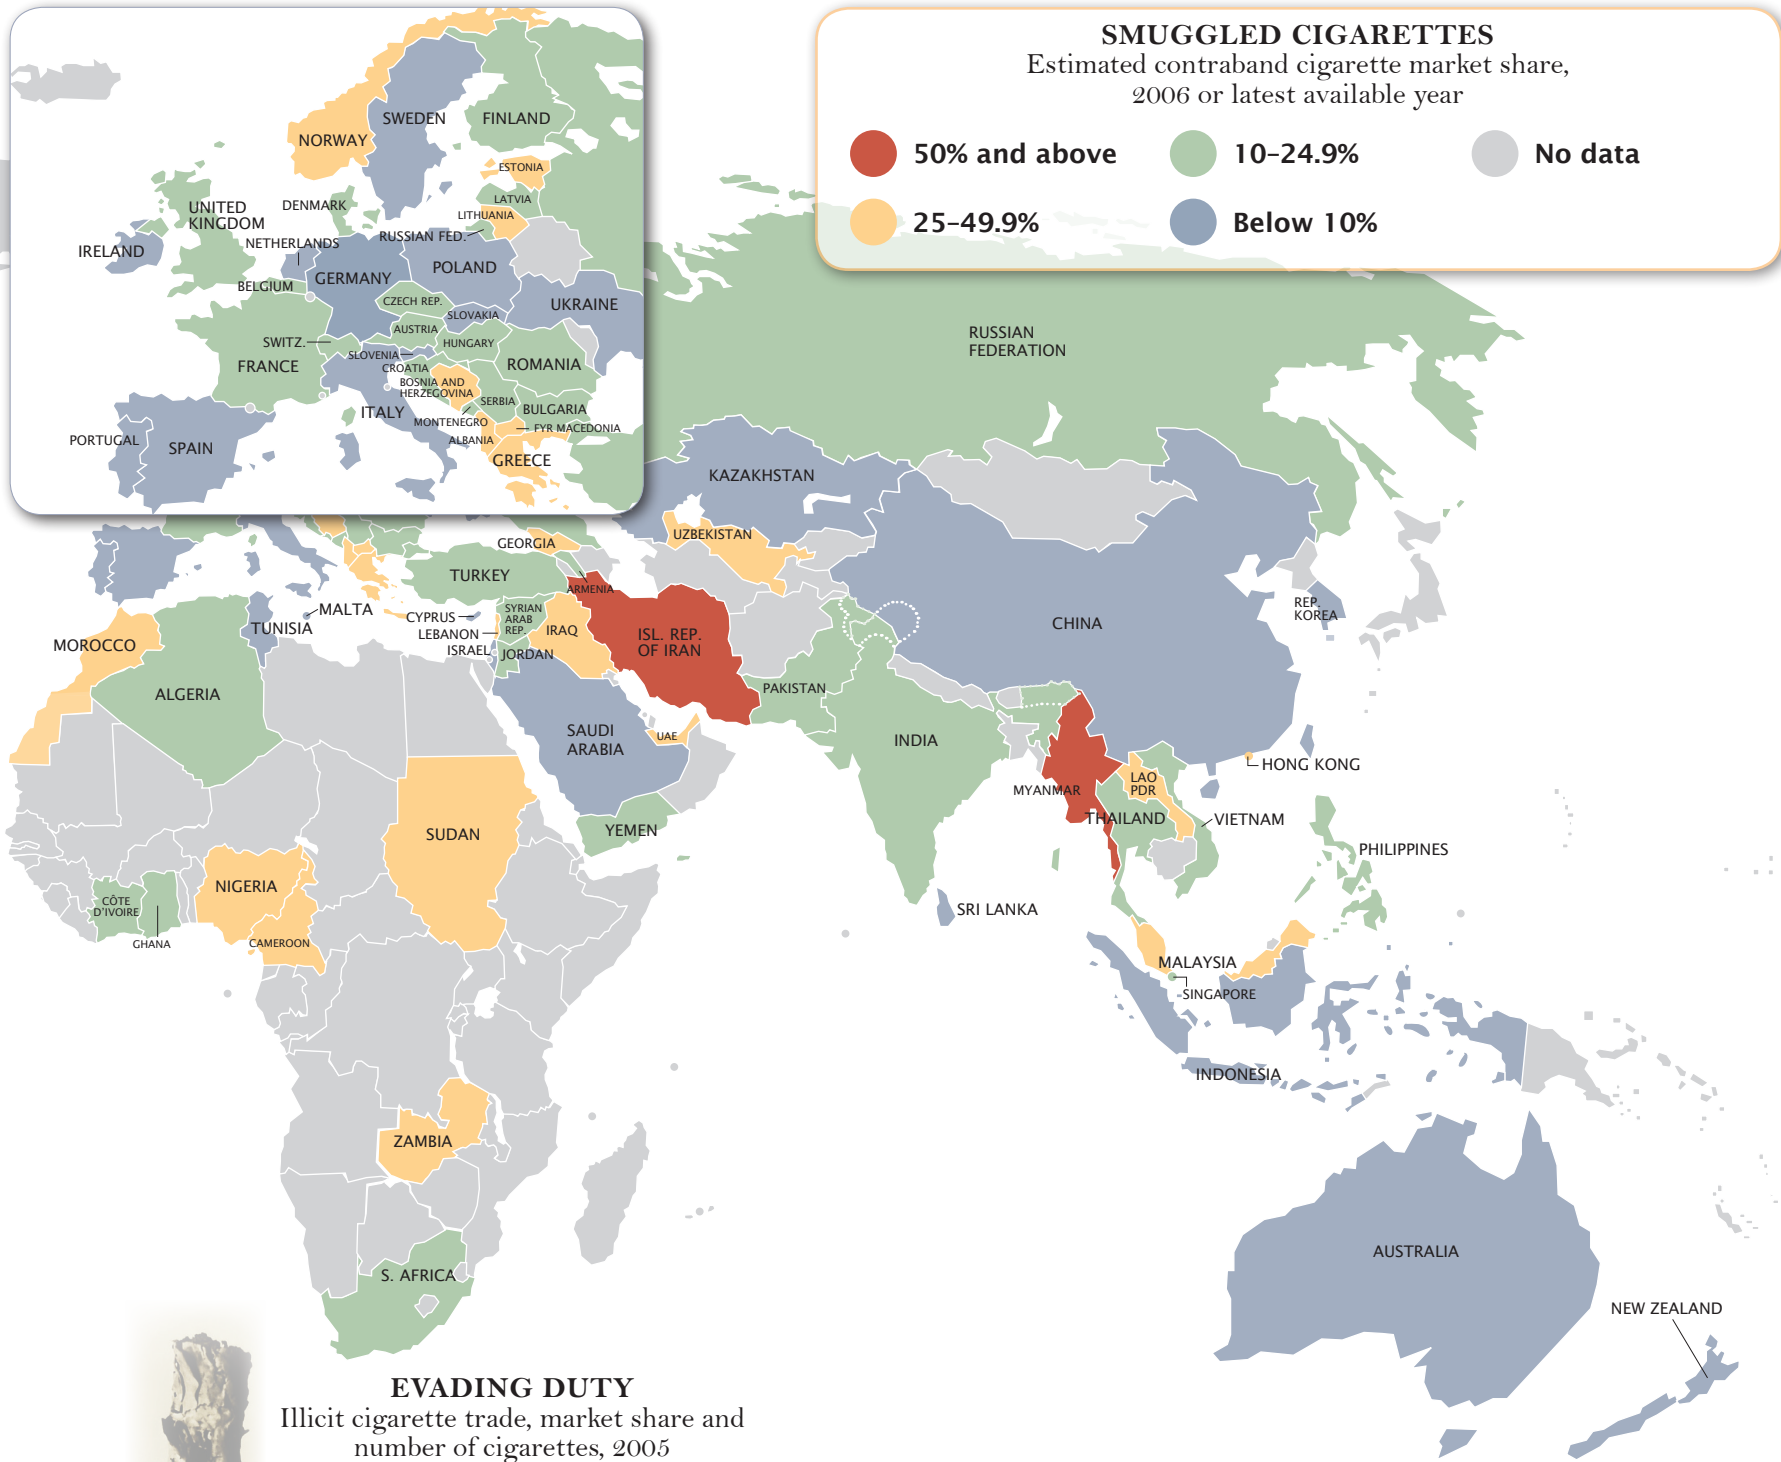 SMUGGLED CIGARETTES
Estimated contraband cigarette market share,
2006 or latest available year
50% and above
10–24.9%
No data
25–49.9%
Below 10%
NORWAY
SWEDEN
FINLAND
ESTONIA
LATVIA
LITHUANIA
RUSSIAN FED.
DENMARK
UNITED
KINGDOM
IRELAND
NETHERLANDS
GERMANY
POLAND
BELGIUM
CZECH REP.
UKRAINE
SLOVAKIA
AUSTRIA
HUNGARY
SWITZ.
SLOVENIA
FRANCE
CROATIA
ROMANIA
BOSNIA AND
HERZEGOVINA
SERBIA
ITALY
BULGARIA
MONTENEGRO
FYR MACEDONIA
PORTUGAL
SPAIN
ALBANIA
GREECE
RUSSIAN
FEDERATION
KAZAKHSTAN
UZBEKISTAN
GEORGIA
TURKEY
ARMENIA
MALTA
CYPRUS
SYRIAN
ARAB
REP.
TUNISIA
LEBANON
IRAQ
ISL. REP.
OF IRAN
CHINA
REP.
KOREA
MOROCCO
ISRAEL
JORDAN
ALGERIA
PAKISTAN
SAUDI
ARABIA
UAE
INDIA
HONG KONG
MYANMAR
LAO
PDR
THAILAND
VIETNAM
SUDAN
YEMEN
PHILIPPINES
NIGERIA
CÔTE
D'IVOIRE
SRI LANKA
GHANA
CAMEROON
MALAYSIA
SINGAPORE
INDONESIA
ZAMBIA
AUSTRALIA
S. AFRICA
NEW ZEALAND
EVADING DUTY
Illicit cigarette trade, market share and
number of cigarettes, 2005